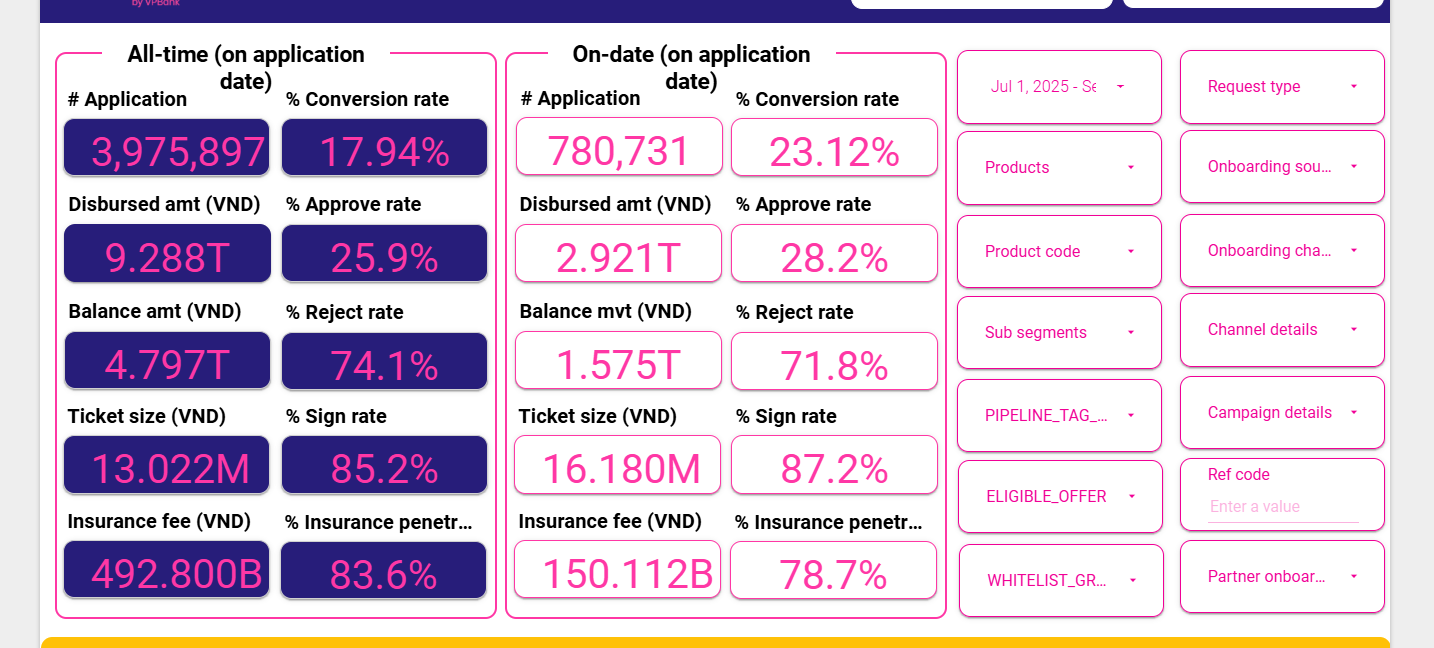 by VPBank
All-time (on application
date)
# Application
% Conversion rate
3,975,897
17.94%
Disbursed amt (VND)
% Approve rate
9.288T
25.9%
Balance amt (VND)
% Reject rate
4.797T
74.1%
Ticket size (VND)
% Sign rate
13.022M
85.2%
Insurance fee (VND)
% Insurance penetr...
492.800B
83.6%
On-date (on application
date)
# Application
% Conversion rate
780,731
23.12%
Disbursed amt (VND)
% Approve rate
2.921T
28.2%
Balance mvt (VND)
% Reject rate
1.575T
71.8%
Ticket size (VND)
% Sign rate
16.180M
87.2%
Insurance fee (VND)
% Insurance penetr...
150.112B
78.7%
Jul 1, 2025 - Se
Request type
Products
Onboarding sou...
Product code
Onboarding cha...
Sub segments
Channel details
PIPELINE_TAG_...
Campaign details
ELIGIBLE_OFFER
Ref code
Enter a value
WHITELIST_GR...
Partner onboar...